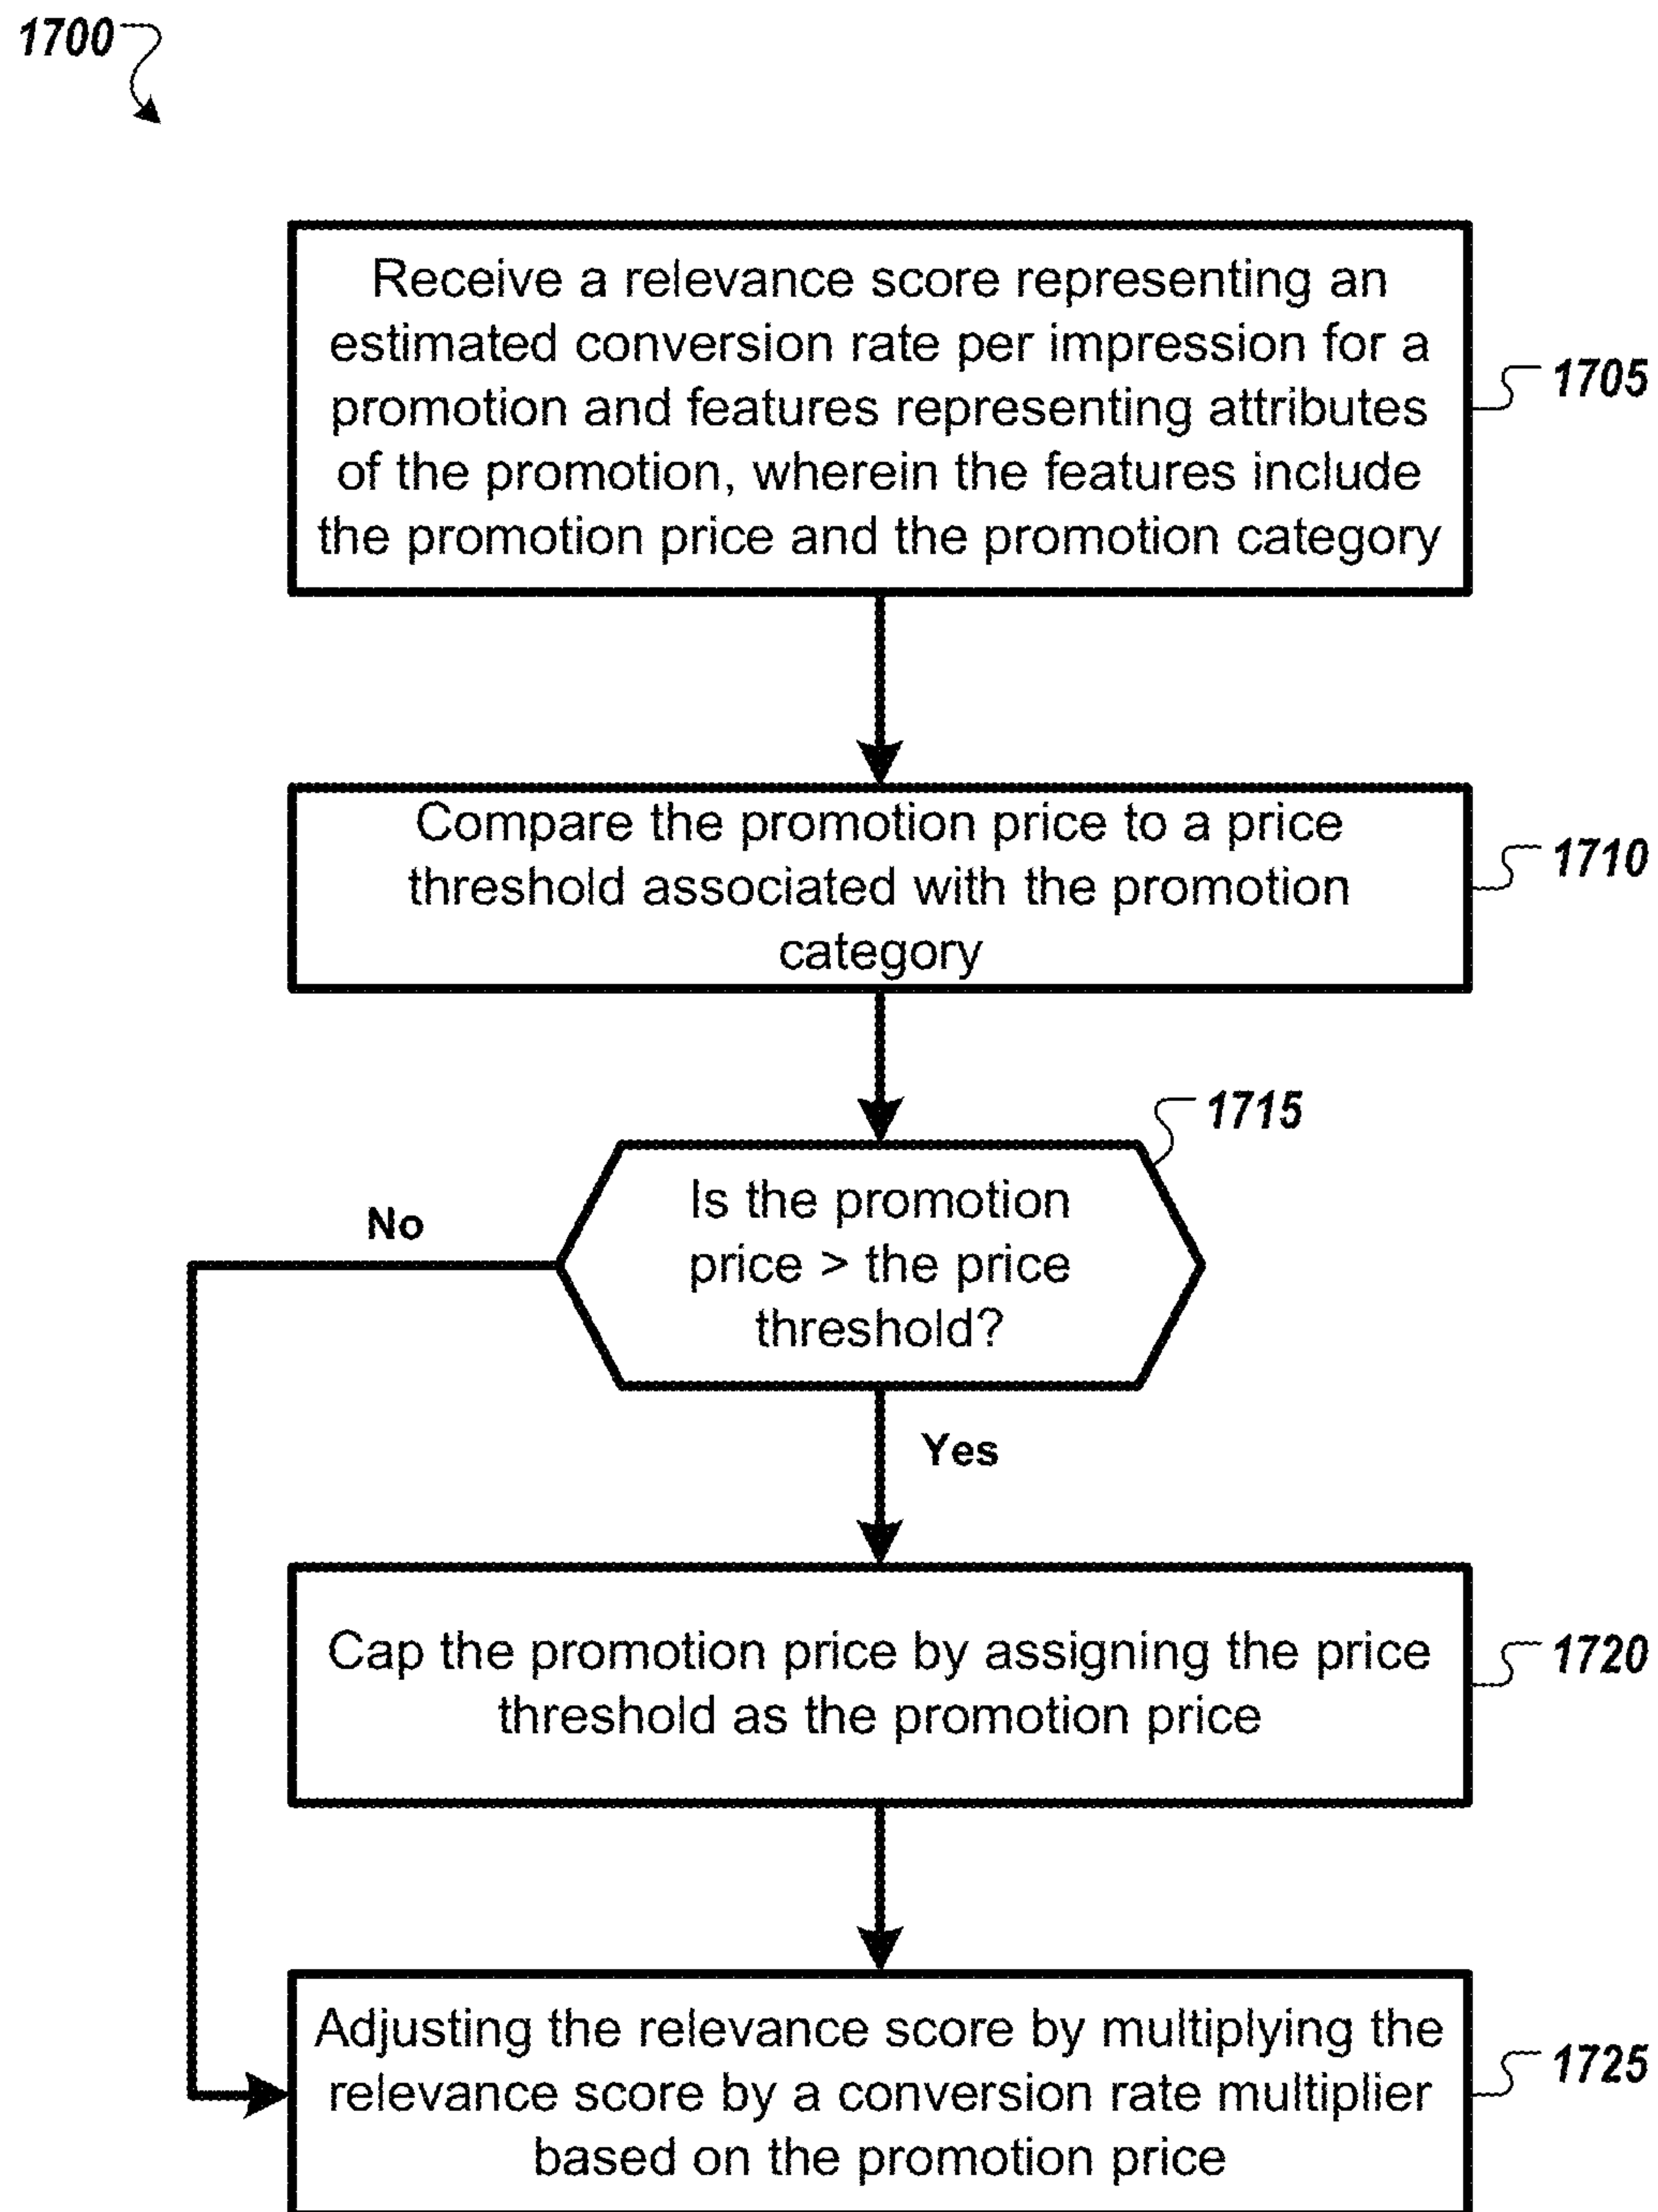 1700
Receive a relevance score representing an
estimated conversion rate per impression for a
promotion and features representing attributes
of the promotion, wherein the features include
the promotion price and the promotion category
1705
Compare the promotion price to a price
threshold associated with the promotion
category
1710
1715
Is the promotion
price > the price
threshold?
No
Yes
Cap the promotion price by assigning the price
threshold as the promotion price
1720
Adjusting the relevance score by multiplying the
relevance score by a conversion rate multiplier
based on the promotion price
1725